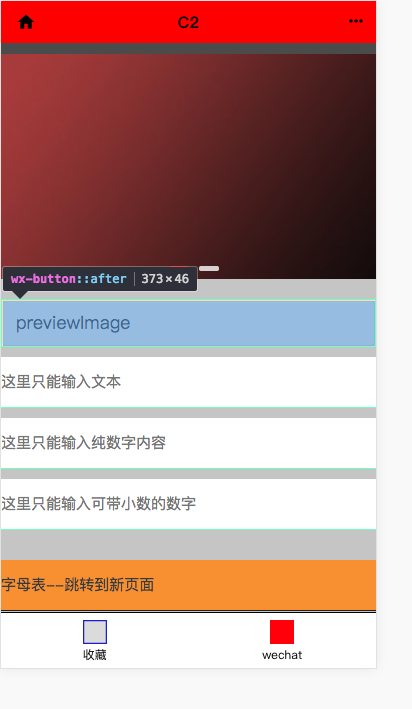 C2
wx-button::after 373×46
previewImage
这里只能输入文本
这里只能输入纯数字内容
这里只能输入可带小数的数字
字母表--跳转到新页面
收藏
wechat